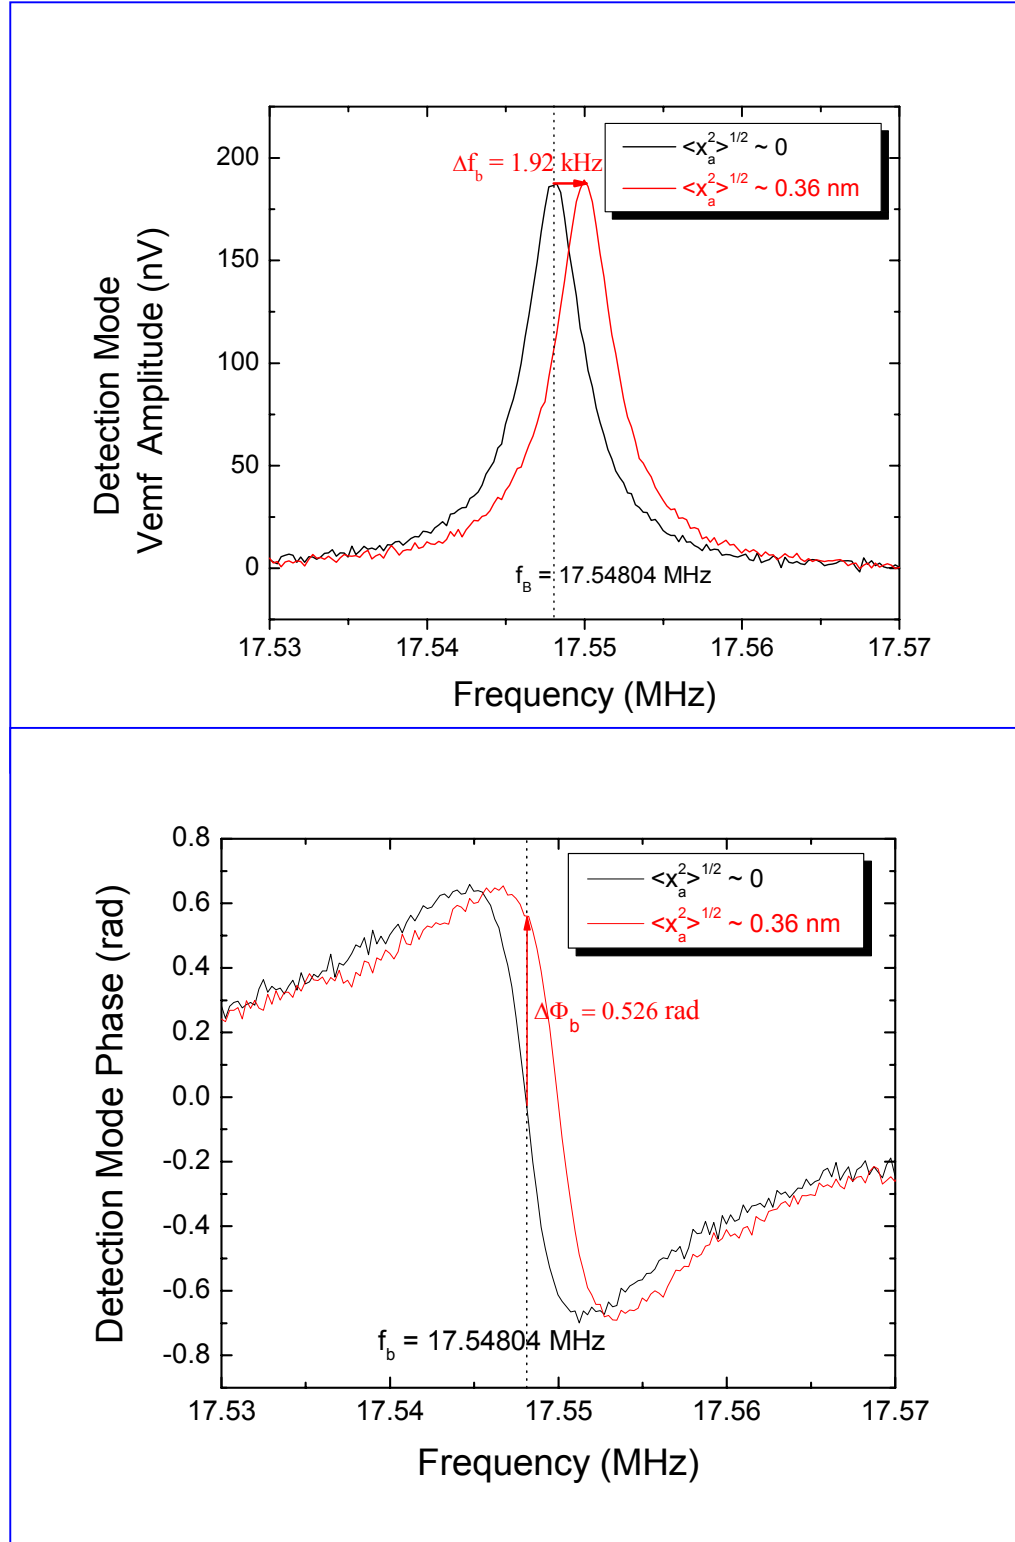 <x_a^2>^1/2 ~ 0
<x_a^2>^1/2 ~ 0.36 nm
Δf_b = 1.92 kHz
200
150
100
50
0
Detection Mode
Vemf Amplitude (nV)
f_B = 17.54804 MHz
17.53 17.54 17.55 17.56 17.57
Frequency (MHz)
0.8
0.6
0.4
0.2
0.0
-0.2
-0.4
-0.6
-0.8
Detection Mode Phase (rad)
<x_a^2>^1/2 ~ 0
<x_a^2>^1/2 ~ 0.36 nm
ΔΦ_b = 0.526 rad
f_b = 17.54804 MHz
17.53 17.54 17.55 17.56 17.57
Frequency (MHz)